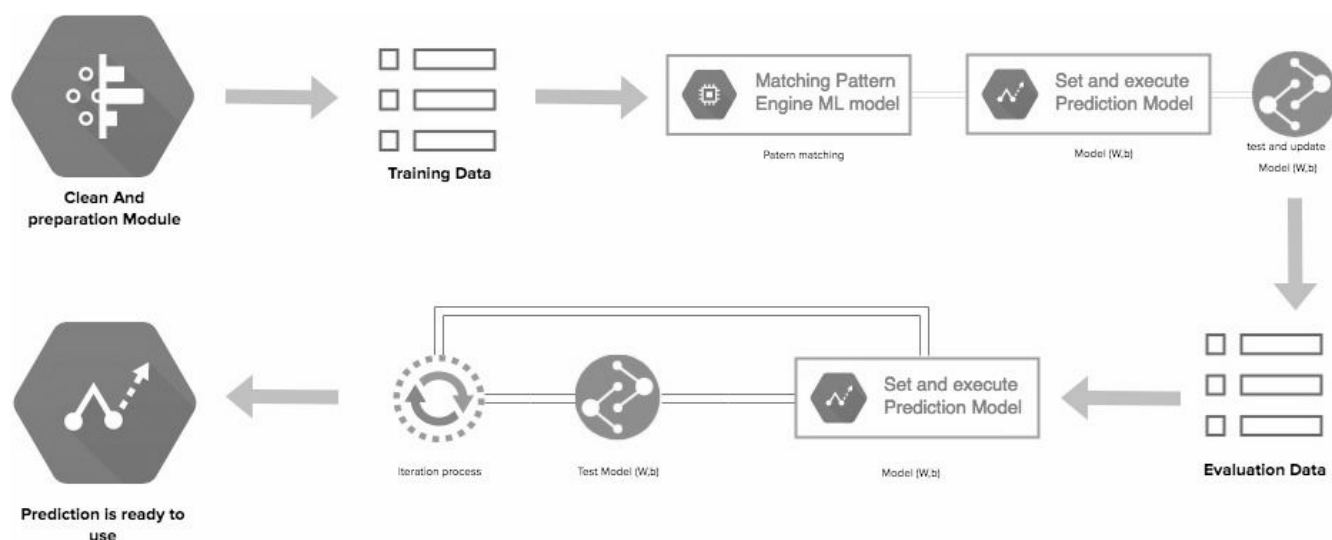 Clean And
preparation Module
Training Data
Matching Pattern
Engine ML model
Patern matching
Set and execute
Prediction Model
Model (W,b)
test and update
Model (W,b)
Evaluation Data
Set and execute
Prediction Model
Model (W,b)
Test Model (W,b)
Iteration process
Prediction is ready to
use